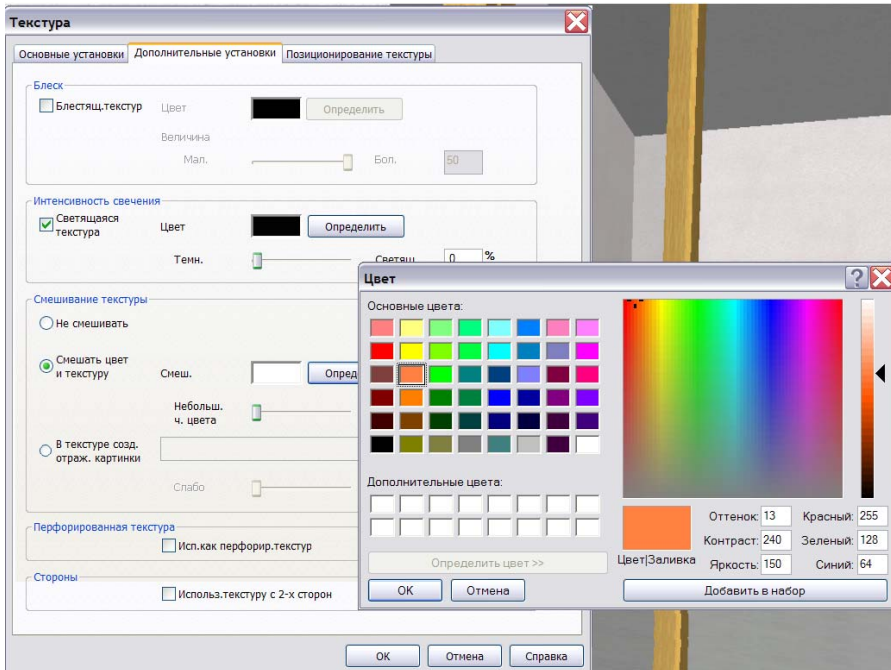 Текстура
Основные установки Дополнительные установки Позиционирование текстуры
Блеск
Блестящ.текстур Цвет Определить
Величина
Мал. Бол. 50
Интенсивность свечения
Светящаяся
текстура
Цвет Определить
Темн. Светящ. 0 %
Смешивание текстуры
Не смешивать
Смешать цвет
и текстуру
Смеш. Опред
Небольш.
ч. цвета
В текстуре созд.
отраж. картинки
Слабо
Перфорированная текстура
Исп.как перфорир.текстур
Стороны
Использ.текстуру с 2-х сторон
ОК Отмена Справка
Цвет
Основные цвета:
Дополнительные цвета:
Определить цвет >>
ОК Отмена
Цвет|Заливка
Оттенок: 13 Красный: 255
Контраст: 240 Зеленый: 128
Яркость: 150 Синий: 64
Добавить в набор